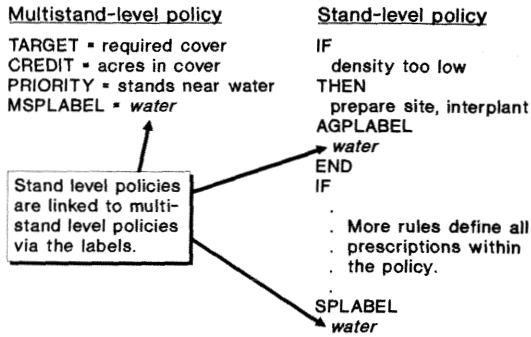 Multistand-level policy
TARGET = required cover
CREDIT = acres in cover
PRIORITY = stands near water
MSPLABEL = water
Stand level policies
are linked to multi-
stand level policies
via the labels.
Stand-level policy
IF
density too low
THEN
prepare site, interplant
AGPLABEL
water
END
IF
.
. More rules define all
. prescriptions within
. the policy.
.
SPLABEL
water